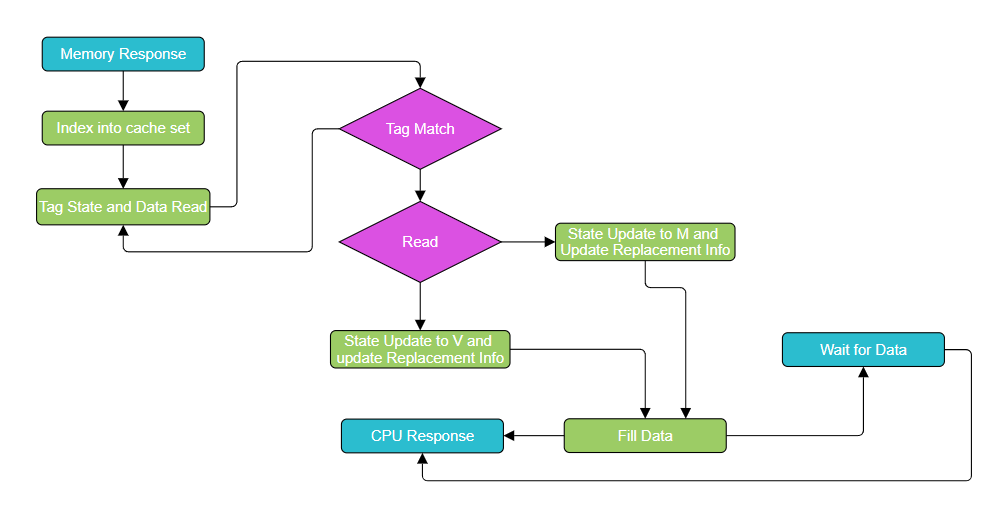 Memory Response
Index into cache set
Tag State and Data Read
Tag Match
Read
State Update to M and
Update Replacement Info
State Update to V and
update Replacement Info
Wait for Data
CPU Response
Fill Data